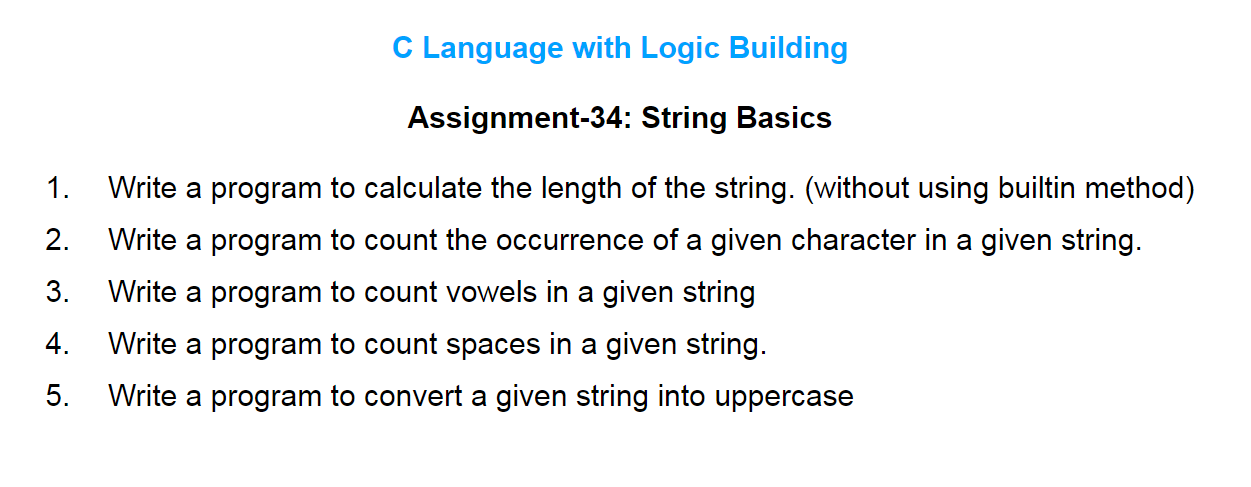 C Language with Logic Building
Assignment-34: String Basics
1. Write a program to calculate the length of the string. (without using builtin method)
2. Write a program to count the occurrence of a given character in a given string.
3. Write a program to count vowels in a given string
4. Write a program to count spaces in a given string.
5. Write a program to convert a given string into uppercase